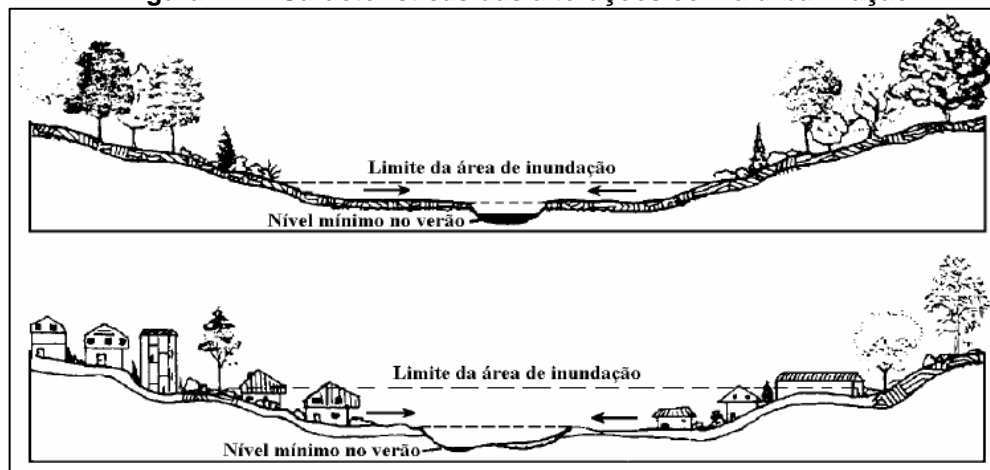 Limite da área de inundação
Nível mínimo no verão
Limite da área de inundação
Nível mínimo no verão